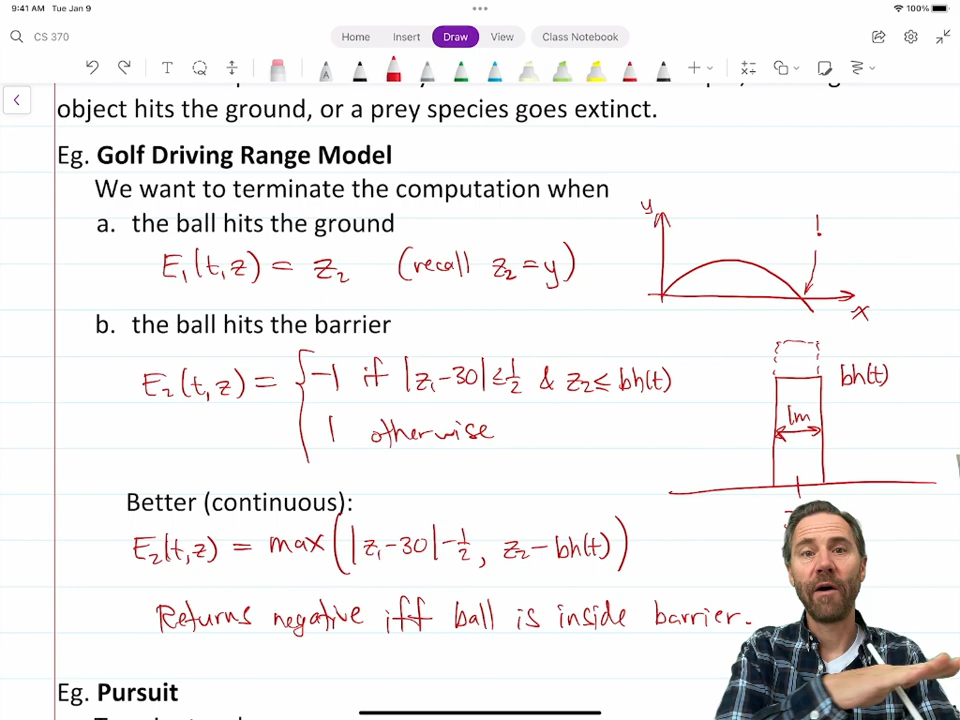 9:41 AM Tue Jan 9
100%
CS 370
Home Insert Draw View Class Notebook
object hits the ground, or a prey species goes extinct.
Eg. Golf Driving Range Model
We want to terminate the computation when
a. the ball hits the ground
E₁(t,z) = z₂ (recall z₂=y)
y
!
x
b. the ball hits the barrier
E₂(t,z) = { -1 if |z₁-30| ≤ ½ & z₂ ≤ bh(t)
1 otherwise
bh(t)
1m
Better (continuous):
E₂(t,z) = max(|z₁-30|-½, z₂-bh(t))
Returns negative iff ball is inside barrier.
Eg. Pursuit